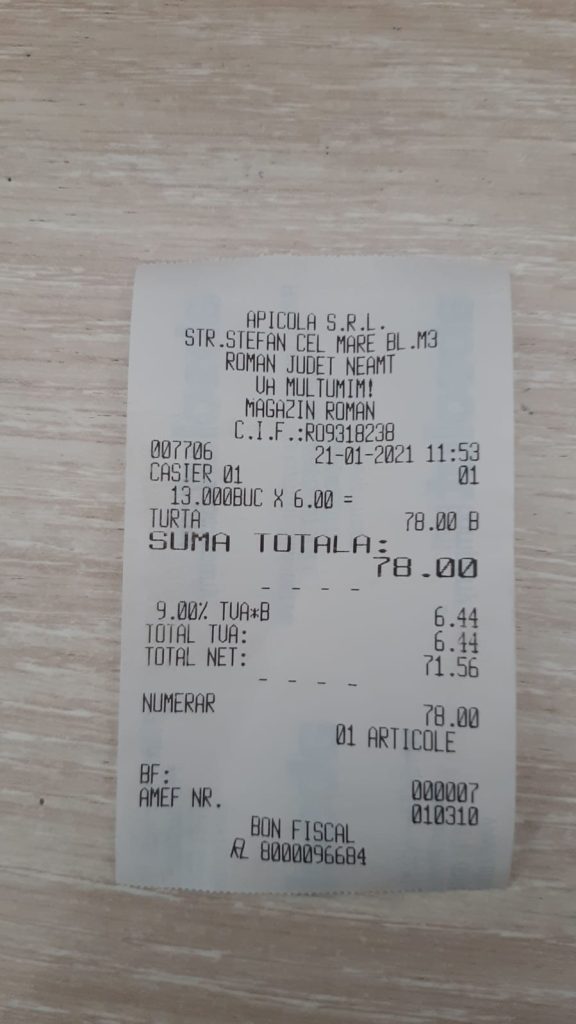 APICOLA S.R.L.
STR.STEFAN CEL MARE BL.M3
ROMAN JUDET NEAMT
VA MULTUMIM!
MAGAZIN ROMAN
C.I.F.:RO9318238
007706 21-01-2021 11:53
CASIER 01 01
13.000BUC X 6.00 =
TURTA 78.00 B
SUMA TOTALA:
78.00
- - - -
9.00% TVA*B 6.44
TOTAL TVA: 6.44
TOTAL NET: 71.56
- - - -
NUMERAR 78.00
01 ARTICOLE
BF: 000007
AMEF NR. 010310
BON FISCAL
8000096684